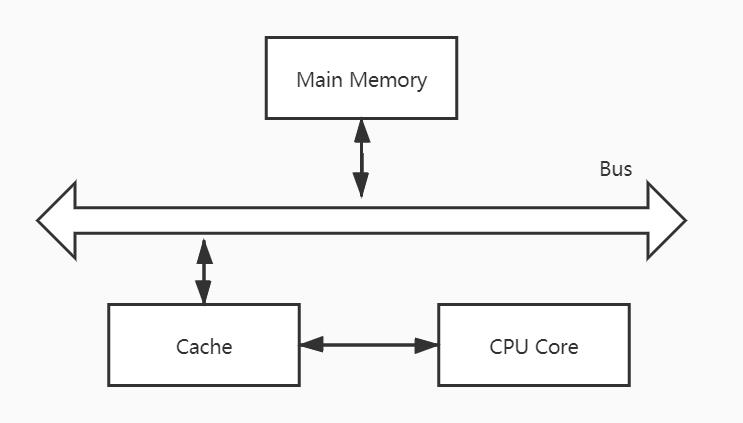 Main Memory
Bus
Cache
CPU Core